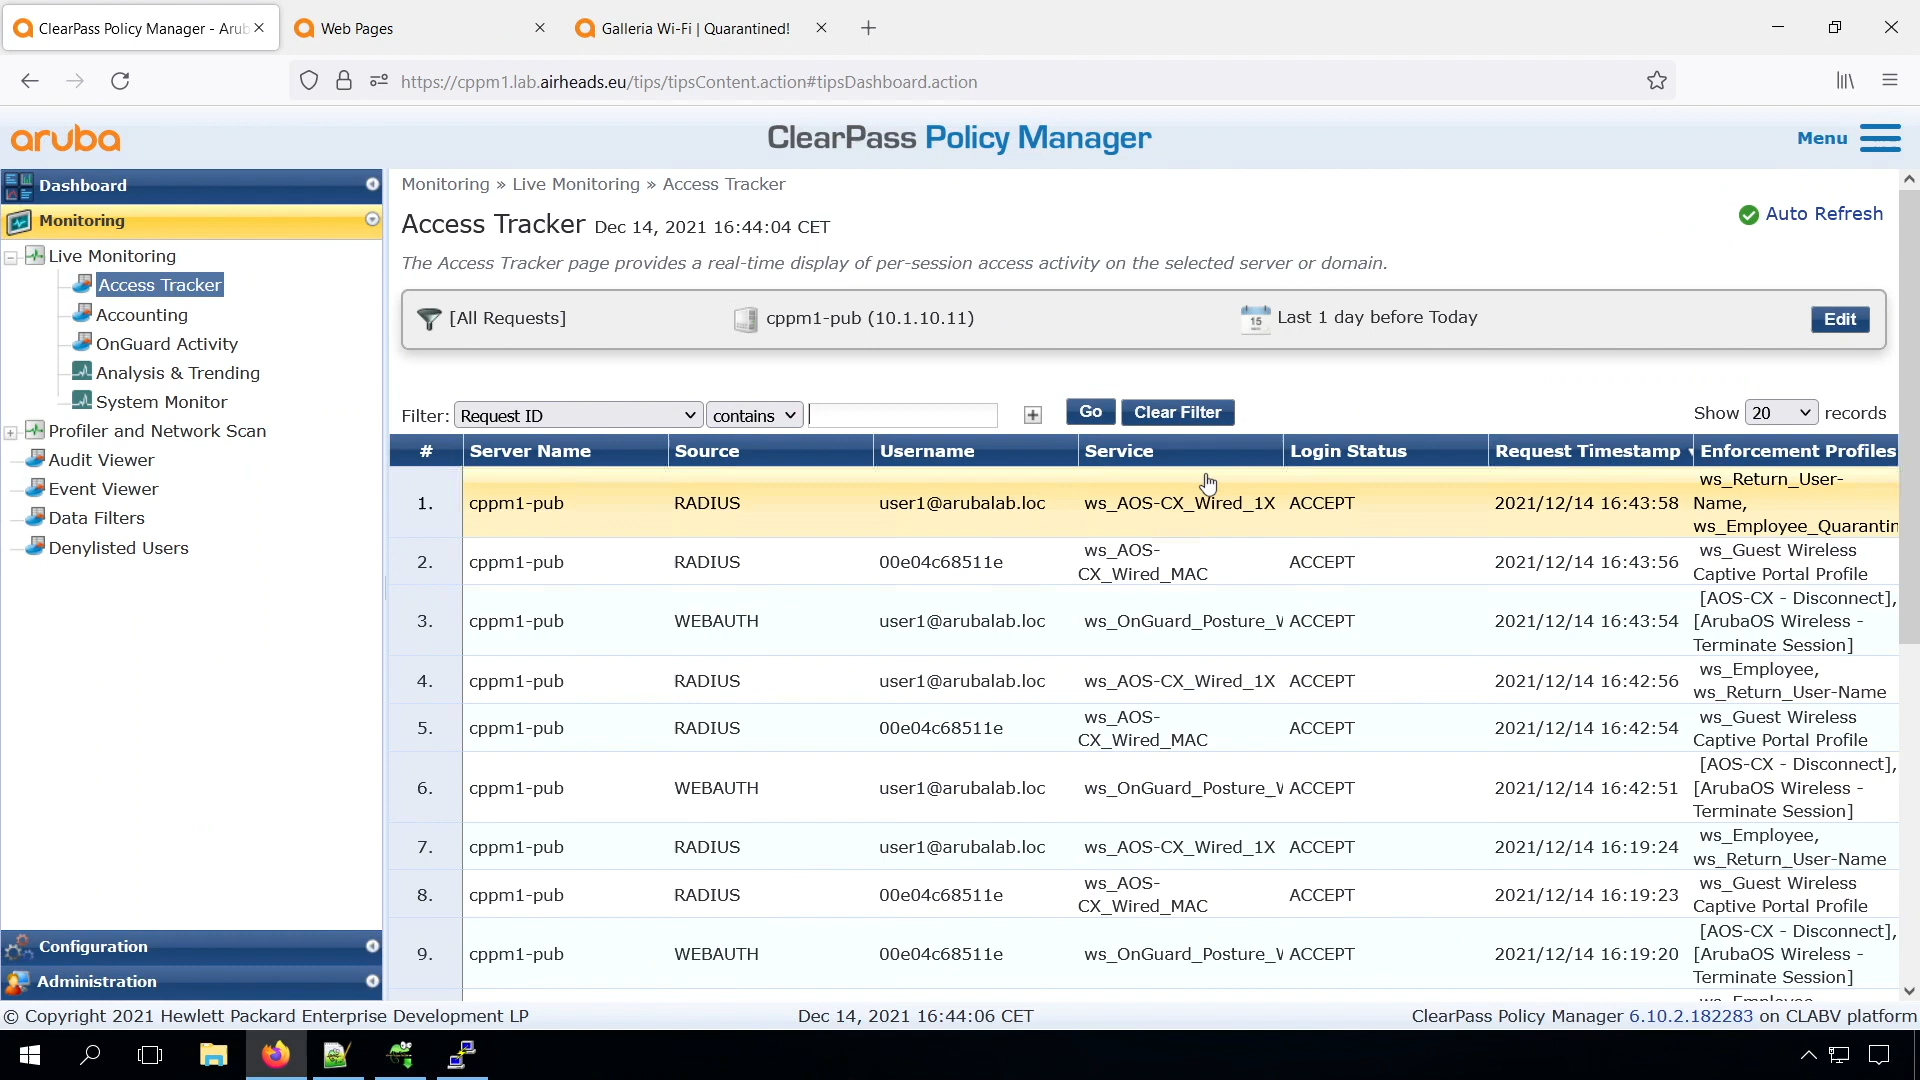 ClearPass Policy Manager - Arub
Web Pages
Galleria Wi-Fi | Quarantined!
https://cppm1.lab.airheads.eu/tips/tipsContent.action#tipsDashboard.action
aruba
ClearPass Policy Manager
Menu
Dashboard
Monitoring
Live Monitoring
Access Tracker
Accounting
OnGuard Activity
Analysis & Trending
System Monitor
Profiler and Network Scan
Audit Viewer
Event Viewer
Data Filters
Denylisted Users
Configuration
Administration
Monitoring » Live Monitoring » Access Tracker
Access Tracker Dec 14, 2021 16:44:04 CET
Auto Refresh
The Access Tracker page provides a real-time display of per-session access activity on the selected server or domain.
[All Requests]
cppm1-pub (10.1.10.11)
15
Last 1 day before Today
Edit
Filter: Request ID contains Go Clear Filter Show 20 records
# Server Name Source Username Service Login Status Request Timestamp Enforcement Profiles
1. cppm1-pub RADIUS user1@arubalab.loc ws_AOS-CX_Wired_1X ACCEPT 2021/12/14 16:43:58
ws_Return_User-
Name,
ws_Employee_Quarantin
2. cppm1-pub RADIUS 00e04c68511e
ws_AOS-
CX_Wired_MAC
ACCEPT 2021/12/14 16:43:56
ws_Guest Wireless
Captive Portal Profile
3. cppm1-pub WEBAUTH user1@arubalab.loc ws_OnGuard_Posture_V ACCEPT 2021/12/14 16:43:54
[AOS-CX - Disconnect],
[ArubaOS Wireless -
Terminate Session]
4. cppm1-pub RADIUS user1@arubalab.loc ws_AOS-CX_Wired_1X ACCEPT 2021/12/14 16:42:56
ws_Employee,
ws_Return_User-Name
5. cppm1-pub RADIUS 00e04c68511e
ws_AOS-
CX_Wired_MAC
ACCEPT 2021/12/14 16:42:54
ws_Guest Wireless
Captive Portal Profile
6. cppm1-pub WEBAUTH user1@arubalab.loc ws_OnGuard_Posture_V ACCEPT 2021/12/14 16:42:51
[AOS-CX - Disconnect],
[ArubaOS Wireless -
Terminate Session]
7. cppm1-pub RADIUS user1@arubalab.loc ws_AOS-CX_Wired_1X ACCEPT 2021/12/14 16:19:24
ws_Employee,
ws_Return_User-Name
8. cppm1-pub RADIUS 00e04c68511e
ws_AOS-
CX_Wired_MAC
ACCEPT 2021/12/14 16:19:23
ws_Guest Wireless
Captive Portal Profile
9. cppm1-pub WEBAUTH 00e04c68511e ws_OnGuard_Posture_V ACCEPT 2021/12/14 16:19:20
[AOS-CX - Disconnect],
[ArubaOS Wireless -
Terminate Session]
© Copyright 2021 Hewlett Packard Enterprise Development LP
Dec 14, 2021 16:44:06 CET
ClearPass Policy Manager 6.10.2.182283 on CLABV platform